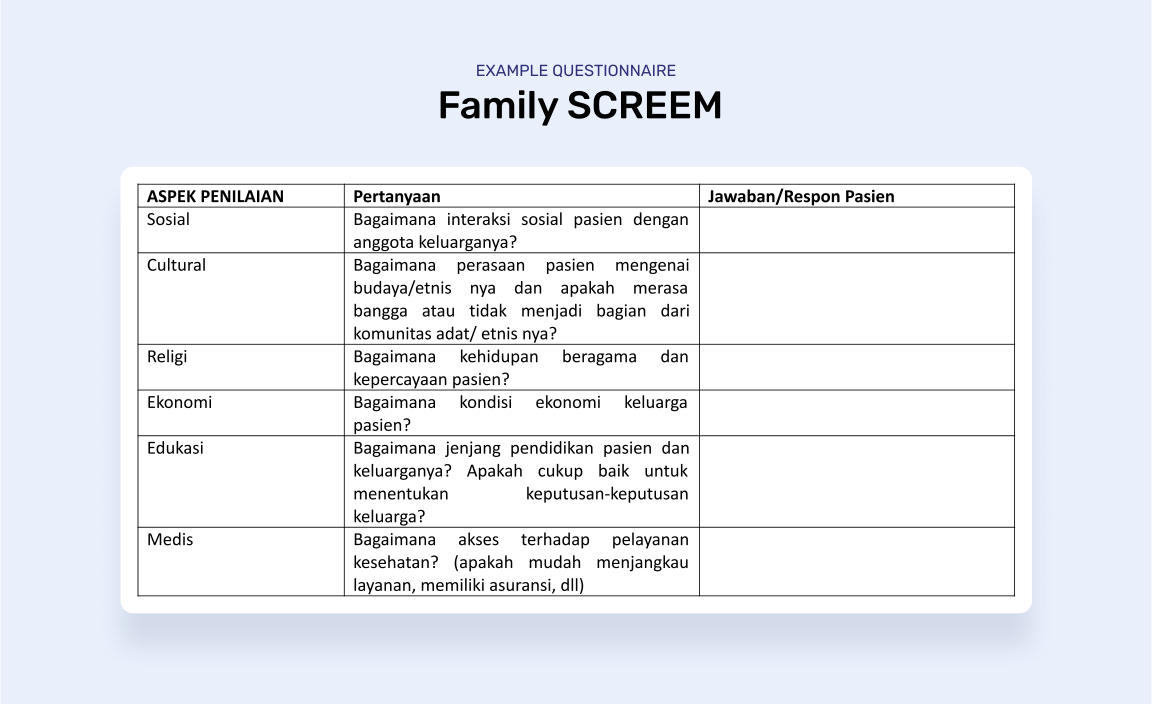 EXAMPLE QUESTIONNAIRE
Family SCREEM
ASPEK PENILAIAN Pertanyaan Jawaban/Respon Pasien
Sosial Bagaimana interaksi sosial pasien dengan
anggota keluarganya?
Cultural Bagaimana perasaan pasien mengenai
budaya/etnis nya dan apakah merasa
bangga atau tidak menjadi bagian dari
komunitas adat/ etnis nya?
Religi Bagaimana kehidupan beragama dan
kepercayaan pasien?
Ekonomi Bagaimana kondisi ekonomi keluarga
pasien?
Edukasi Bagaimana jenjang pendidikan pasien dan
keluarganya? Apakah cukup baik untuk
menentukan keputusan-keputusan
keluarga?
Medis Bagaimana akses terhadap pelayanan
kesehatan? (apakah mudah menjangkau
layanan, memiliki asuransi, dll)